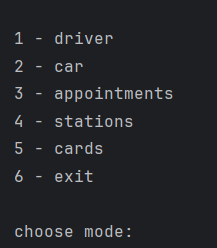 1 - driver
2 - car
3 - appointments
4 - stations
5 - cards
6 - exit
choose mode: